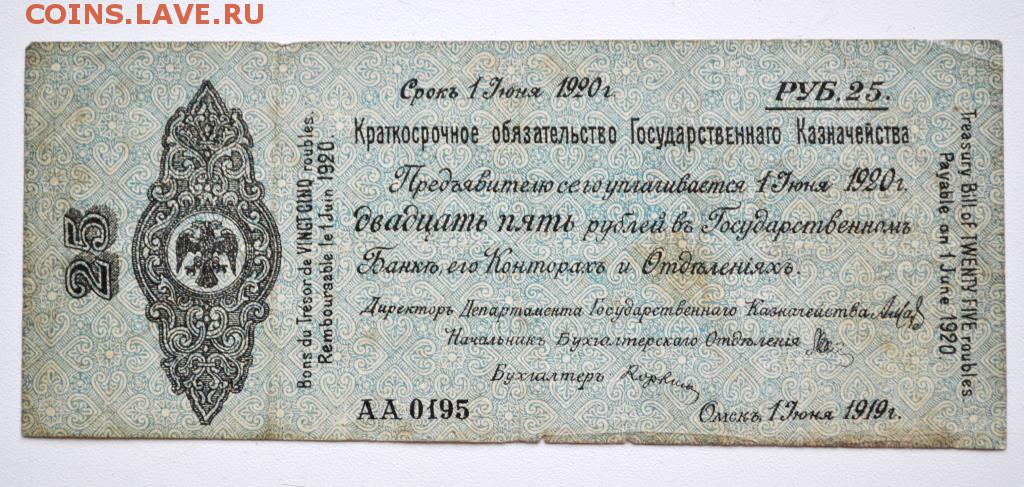 COINS.LAVE.RU
Срокъ 1 Июня 1920 г.
РУБ. 25.
Краткосрочное обязательство Государственнаго Казначейства
Предъявителю сего уплачивается 1 Июня 1920 г.
двадцать пять рублей въ Государственномъ
Банкѣ, его Конторахъ и Отдѣленіяхъ.
Директоръ Департамента Государственнаго Казначейства
Начальникъ Бухгалтерскаго Отдѣленія
Бухгалтеръ
АА 0195
Омскъ, 1 Июня 1919 г.
25
Bons du Trésor de VINGT CINQ roubles.
Remboursable le 1 Juin 1920.
Treasury Bill of TWENTY FIVE roubles.
Payable on 1 June 1920.